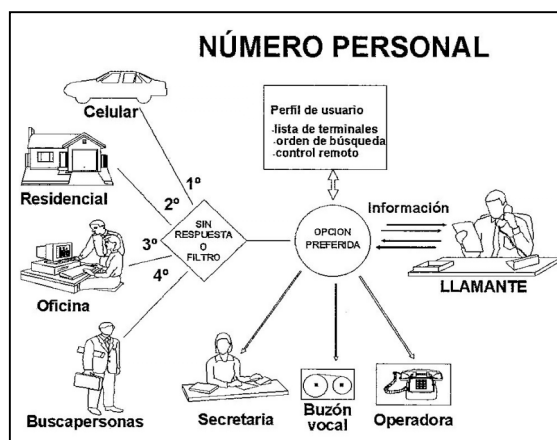 NÚMERO PERSONAL
Celular
Residencial
Oficina
Buscapersonas
1º
2º
3º
4º
SIN
RESPUESTA
O
FILTRO
Perfil de usuario
-lista de terminales
-orden de búsqueda
-control remoto
OPCION
PREFERIDA
Información
LLAMANTE
Secretaria
Buzón
vocal
Operadora